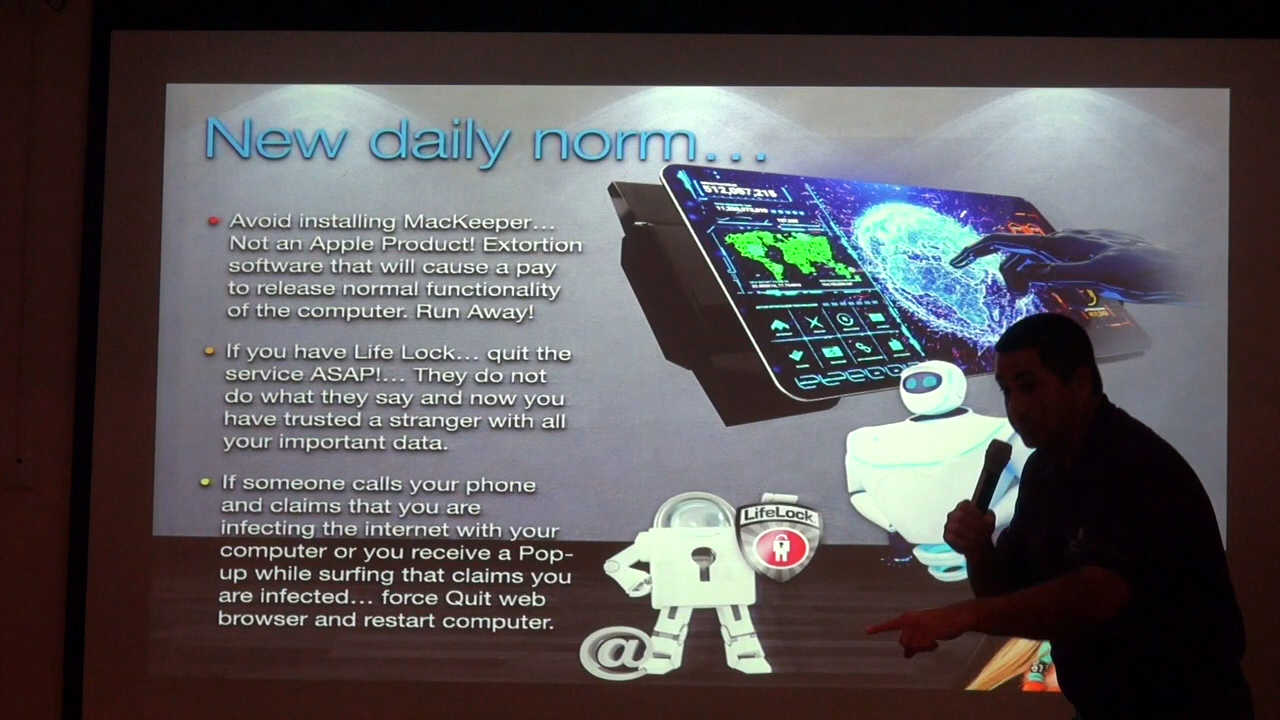 New daily norm...
Avoid installing MacKeeper...
Not an Apple Product! Extortion
software that will cause a pay
to release normal functionality
of the computer. Run Away!
If you have Life Lock... quit the
service ASAP!... They do not
do what they say and now you
have trusted a stranger with all
your important data.
If someone calls your phone
and claims that you are
infecting the internet with your
computer or you receive a Pop-
up while surfing that claims you
are infected... force Quit web
browser and restart computer.
512,067,215
LifeLock
@